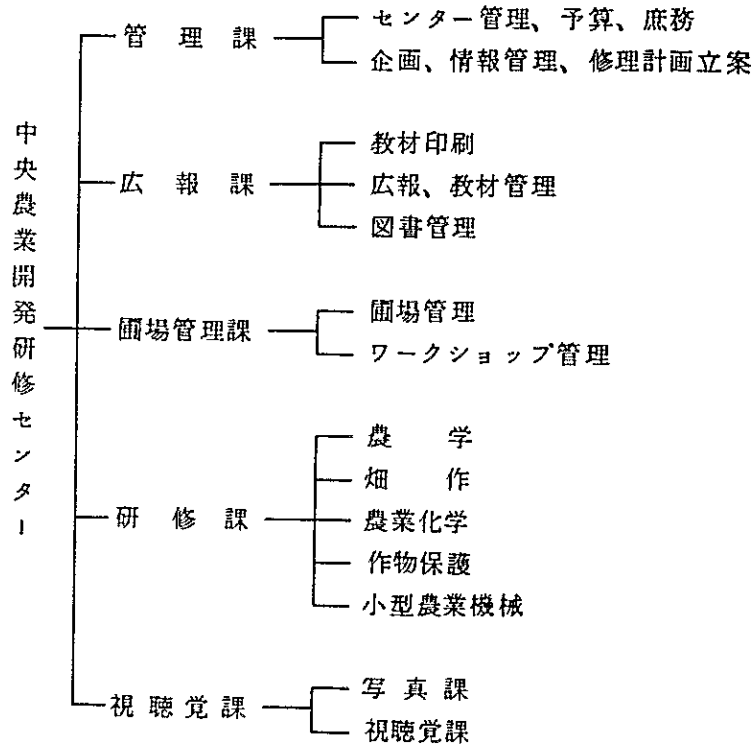 中央農業開発研修センター
管理課
センター管理、予算、庶務
企画、情報管理、修理計画立案
広報課
教材印刷
広報、教材管理
図書管理
圃場管理課
圃場管理
ワークショップ管理
研修課
農学
畑作
農業化学
作物保護
小型農業機械
視聴覚課
写真課
視聴覚課